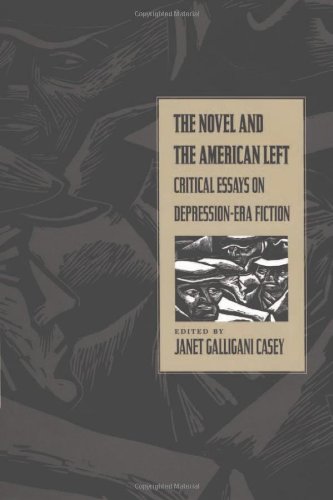 THE NOVEL AND
THE AMERICAN LEFT
CRITICAL ESSAYS ON
DEPRESSION-ERA FICTION
EDITED BY
JANET GALLIGANI CASEY